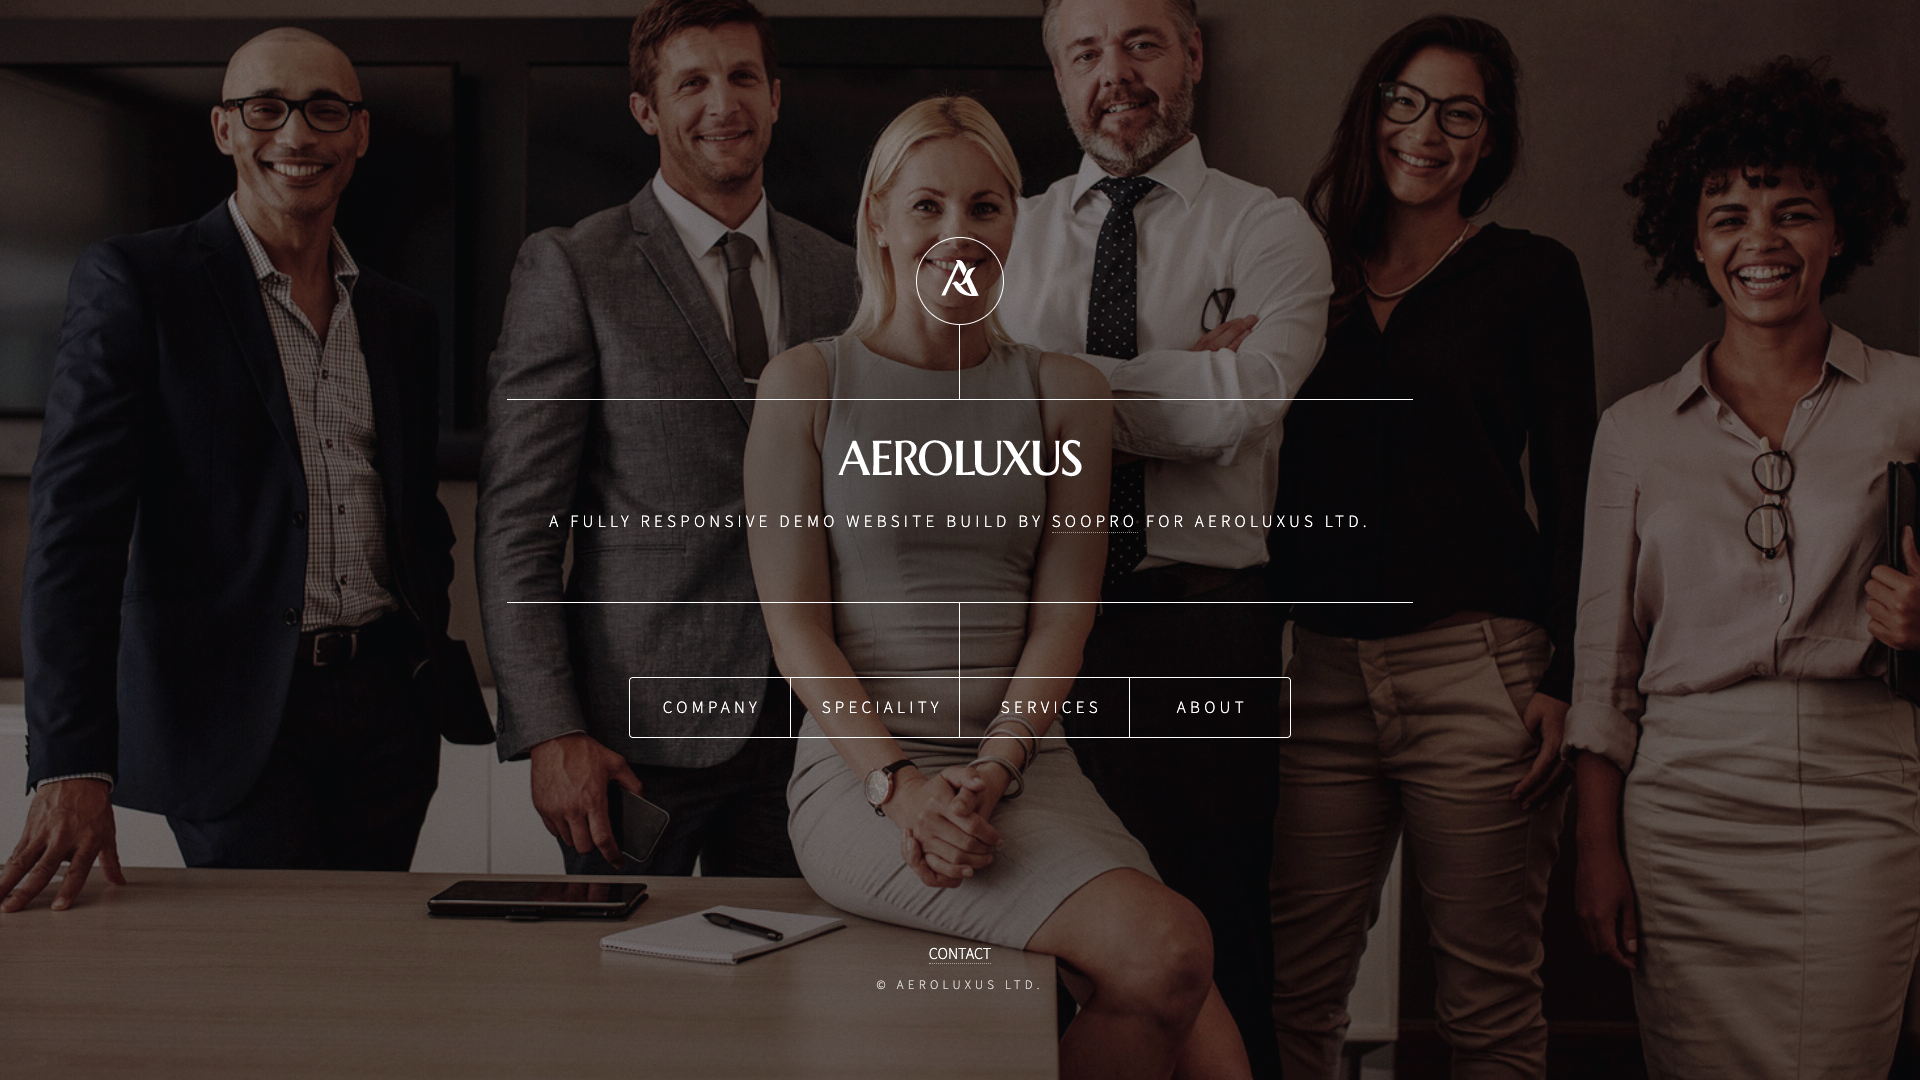 AEROLUXUS
A FULLY RESPONSIVE DEMO WEBSITE BUILD BY SOOPRO FOR AEROLUXUS LTD.
COMPANY SPECIALITY SERVICES ABOUT
CONTACT
© AEROLUXUS LTD.